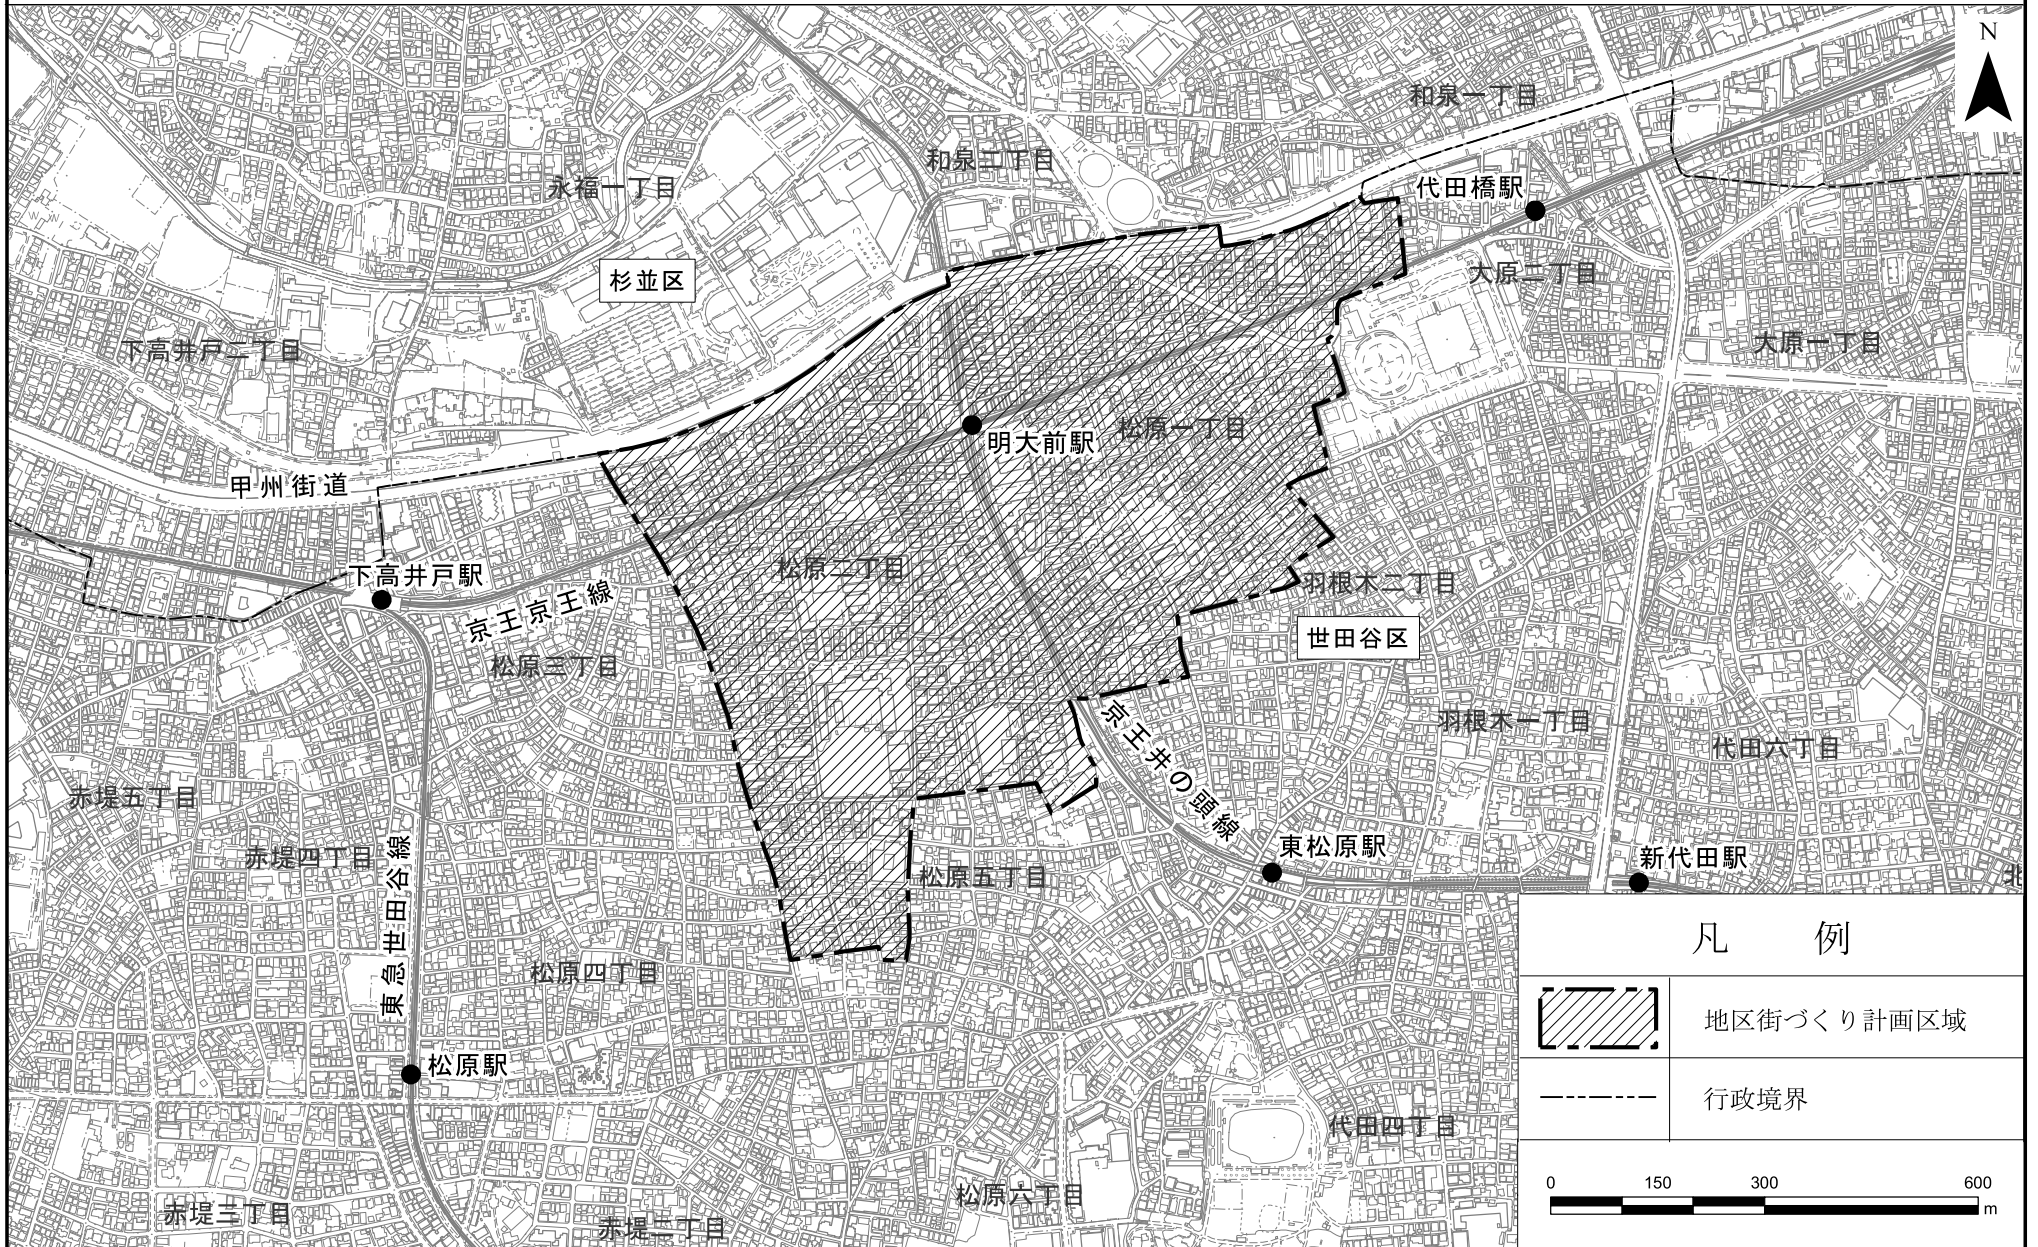 N
和泉一丁目
和泉二丁目
永福一丁目
代田橋駅
杉並区
大原二丁目
大原一丁目
下高井戸二丁目
松原一丁目
明大前駅
甲州街道
松原二丁目
下高井戸駅
羽根木二丁目
京王京王線
世田谷区
松原三丁目
京王井の頭線
羽根木一丁目
代田六丁目
赤堤五丁目
東松原駅
赤堤四丁目
新代田駅
松原五丁目
北
東急世田谷線
松原四丁目
松原駅
代田四丁目
松原六丁目
赤堤三丁目
赤堤二丁目
凡 例
地区街づくり計画区域
行政境界
0 150 300 600
m